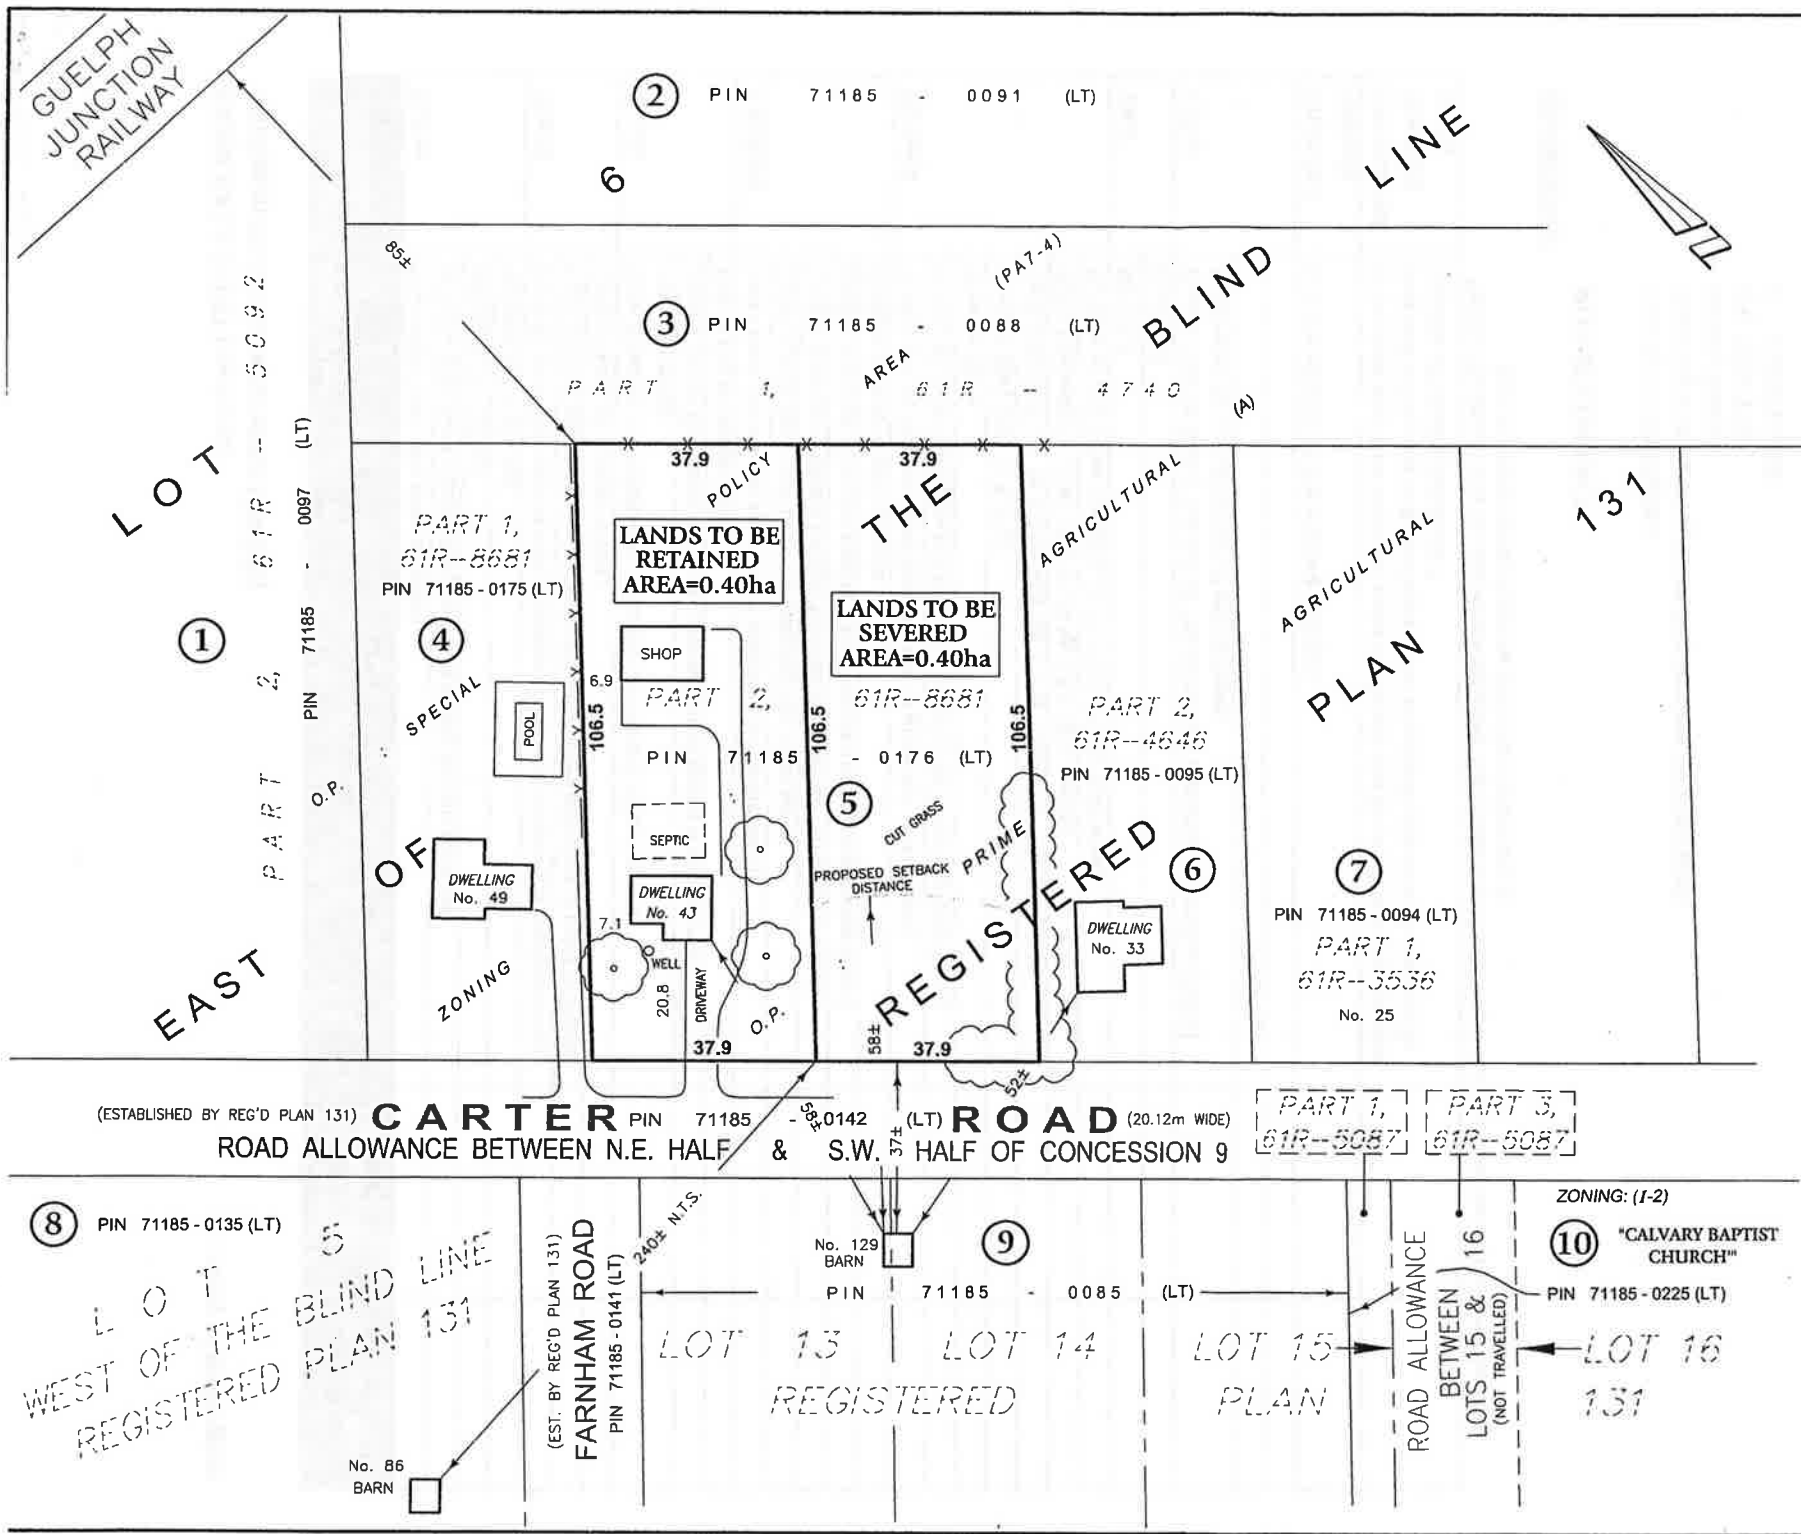 GUELPH
JUNCTION
RAILWAY
2 PIN 71185 - 0091 (LT)
6
LINE
85±
(PA7-4)
BLIND
3 PIN 71185 - 0088 (LT)
AREA
PART 1, 61R -- 4740
(A)
LOT
PART 2, 61R -- 5092
PIN 71185 - 0097 (LT)
1
O.P.
37.9
37.9
POLICY
THE
AGRICULTURAL
131
PART 1,
61R--8681
PIN 71185 - 0175 (LT)
4
LANDS TO BE
RETAINED
AREA=0.40ha
LANDS TO BE
SEVERED
AREA=0.40ha
AGRICULTURAL
PLAN
SPECIAL
POOL
SHOP
6.9
106.5
106.5
106.5
PART 2, 61R--8681
PIN 71185 - 0176 (LT)
PART 2,
61R--4646
PIN 71185 - 0095 (LT)
5
CUT GRASS
SEPTIC
PRIME
PROPOSED SETBACK
DISTANCE
OF
DWELLING
No. 49
DWELLING
No. 43
7.1
WELL
20.8
DRIVEWAY
O.P.
REGISTERED
6
DWELLING
No. 33
7
PIN 71185 - 0094 (LT)
PART 1,
61R--3536
No. 25
EAST
ZONING
58±
37.9
37.9
52±
58±
37±
(ESTABLISHED BY REG'D PLAN 131) CARTER PIN 71185 - 0142 (LT) ROAD (20.12m WIDE)
ROAD ALLOWANCE BETWEEN N.E. HALF & S.W. HALF OF CONCESSION 9
PART 1,
61R--5087
PART 3,
61R--5087
8 PIN 71185 - 0135 (LT)
LOT 5
WEST OF THE BLIND LINE
REGISTERED PLAN 131
No. 86
BARN
(EST. BY REG'D PLAN 131)
FARNHAM ROAD
PIN 71185 - 0141 (LT)
240± N.T.S.
No. 129
BARN
9
PIN 71185 - 0085 (LT)
LOT 13 LOT 14 LOT 15
REGISTERED PLAN
ROAD ALLOWANCE
BETWEEN
LOTS 15 & 16
(NOT TRAVELLED)
ZONING: (I-2)
10 "CALVARY BAPTIST
CHURCH"
PIN 71185 - 0225 (LT)
LOT 16
131